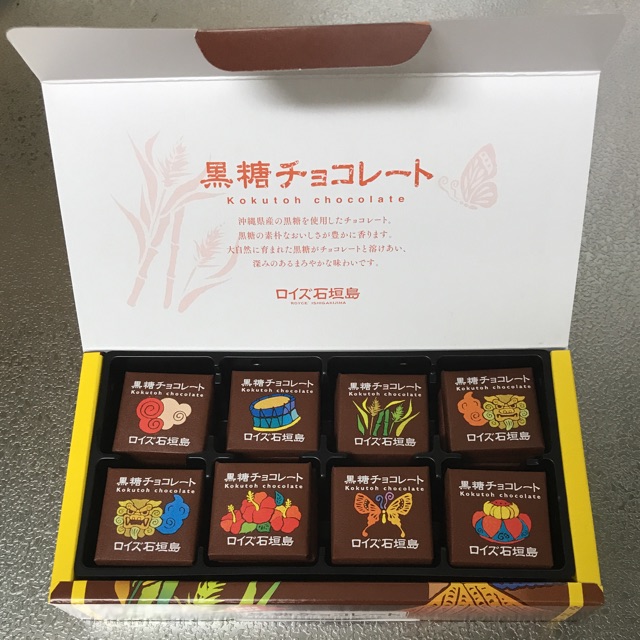 黒糖チョコレート
Kokutoh chocolate
沖縄県産の黒糖を使用したチョコレート。
黒糖の素朴なおいしさが豊かに香ります。
大自然に育まれた黒糖がチョコレートと溶けあい、
深みのあるまろやかな味わいです。
ロイズ石垣島
ROYCE' ISHIGAKIJIMA
黒糖チョコレート
Kokutoh chocolate
ロイズ石垣島
黒糖チョコレート
Kokutoh chocolate
ロイズ石垣島
黒糖チョコレート
Kokutoh chocolate
ロイズ石垣島
黒糖チョコレート
Kokutoh chocolate
ロイズ石垣島
黒糖チョコレート
Kokutoh chocolate
ロイズ石垣島
黒糖チョコレート
Kokutoh chocolate
ロイズ石垣島
黒糖チョコレート
Kokutoh chocolate
ロイズ石垣島
黒糖チョコレート
Kokutoh chocolate
ロイズ石垣島